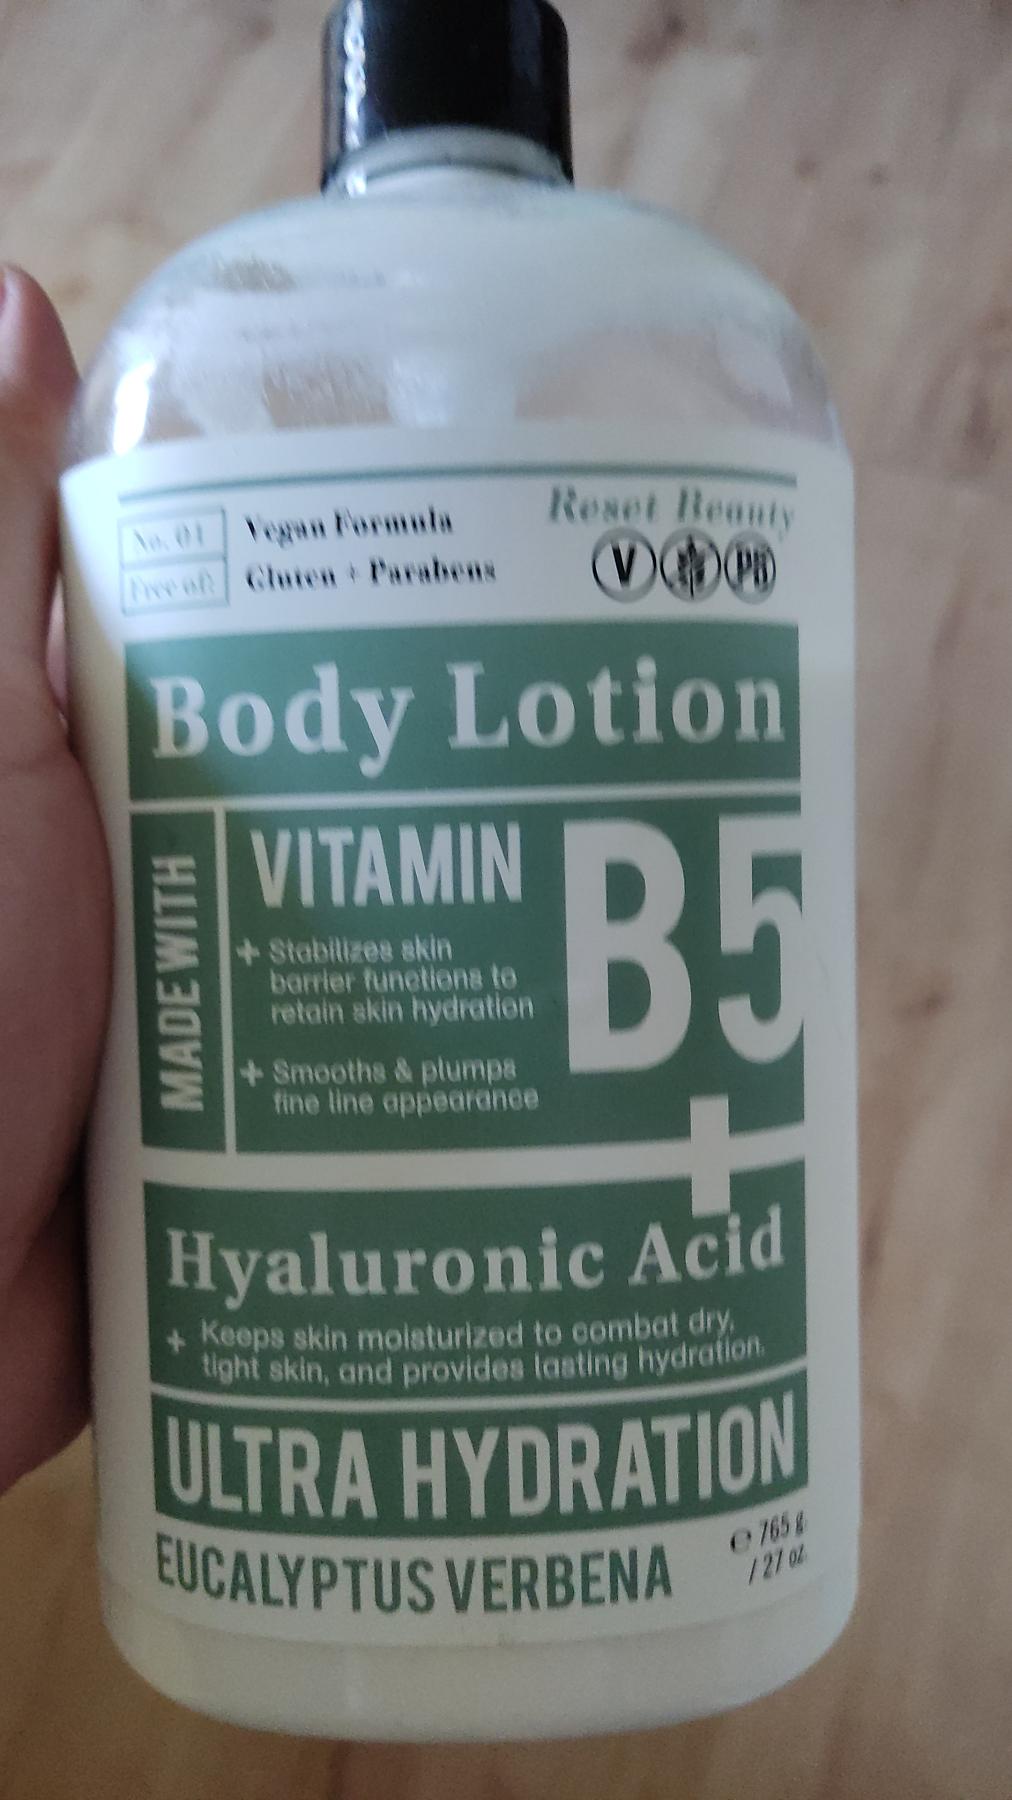 No. 01
Vegan Formula
Free of:
Gluten + Parabens
Reset Beauty
V PB
Body Lotion
MADE WITH
VITAMIN
B5
+ Stabilizes skin
barrier functions to
retain skin hydration
+ Smooths & plumps
fine line appearance
+
Hyaluronic Acid
+ Keeps skin moisturized to combat dry,
tight skin, and provides lasting hydration.
ULTRA HYDRATION
EUCALYPTUS VERBENA
℮ 765 g.
/ 27 oz.